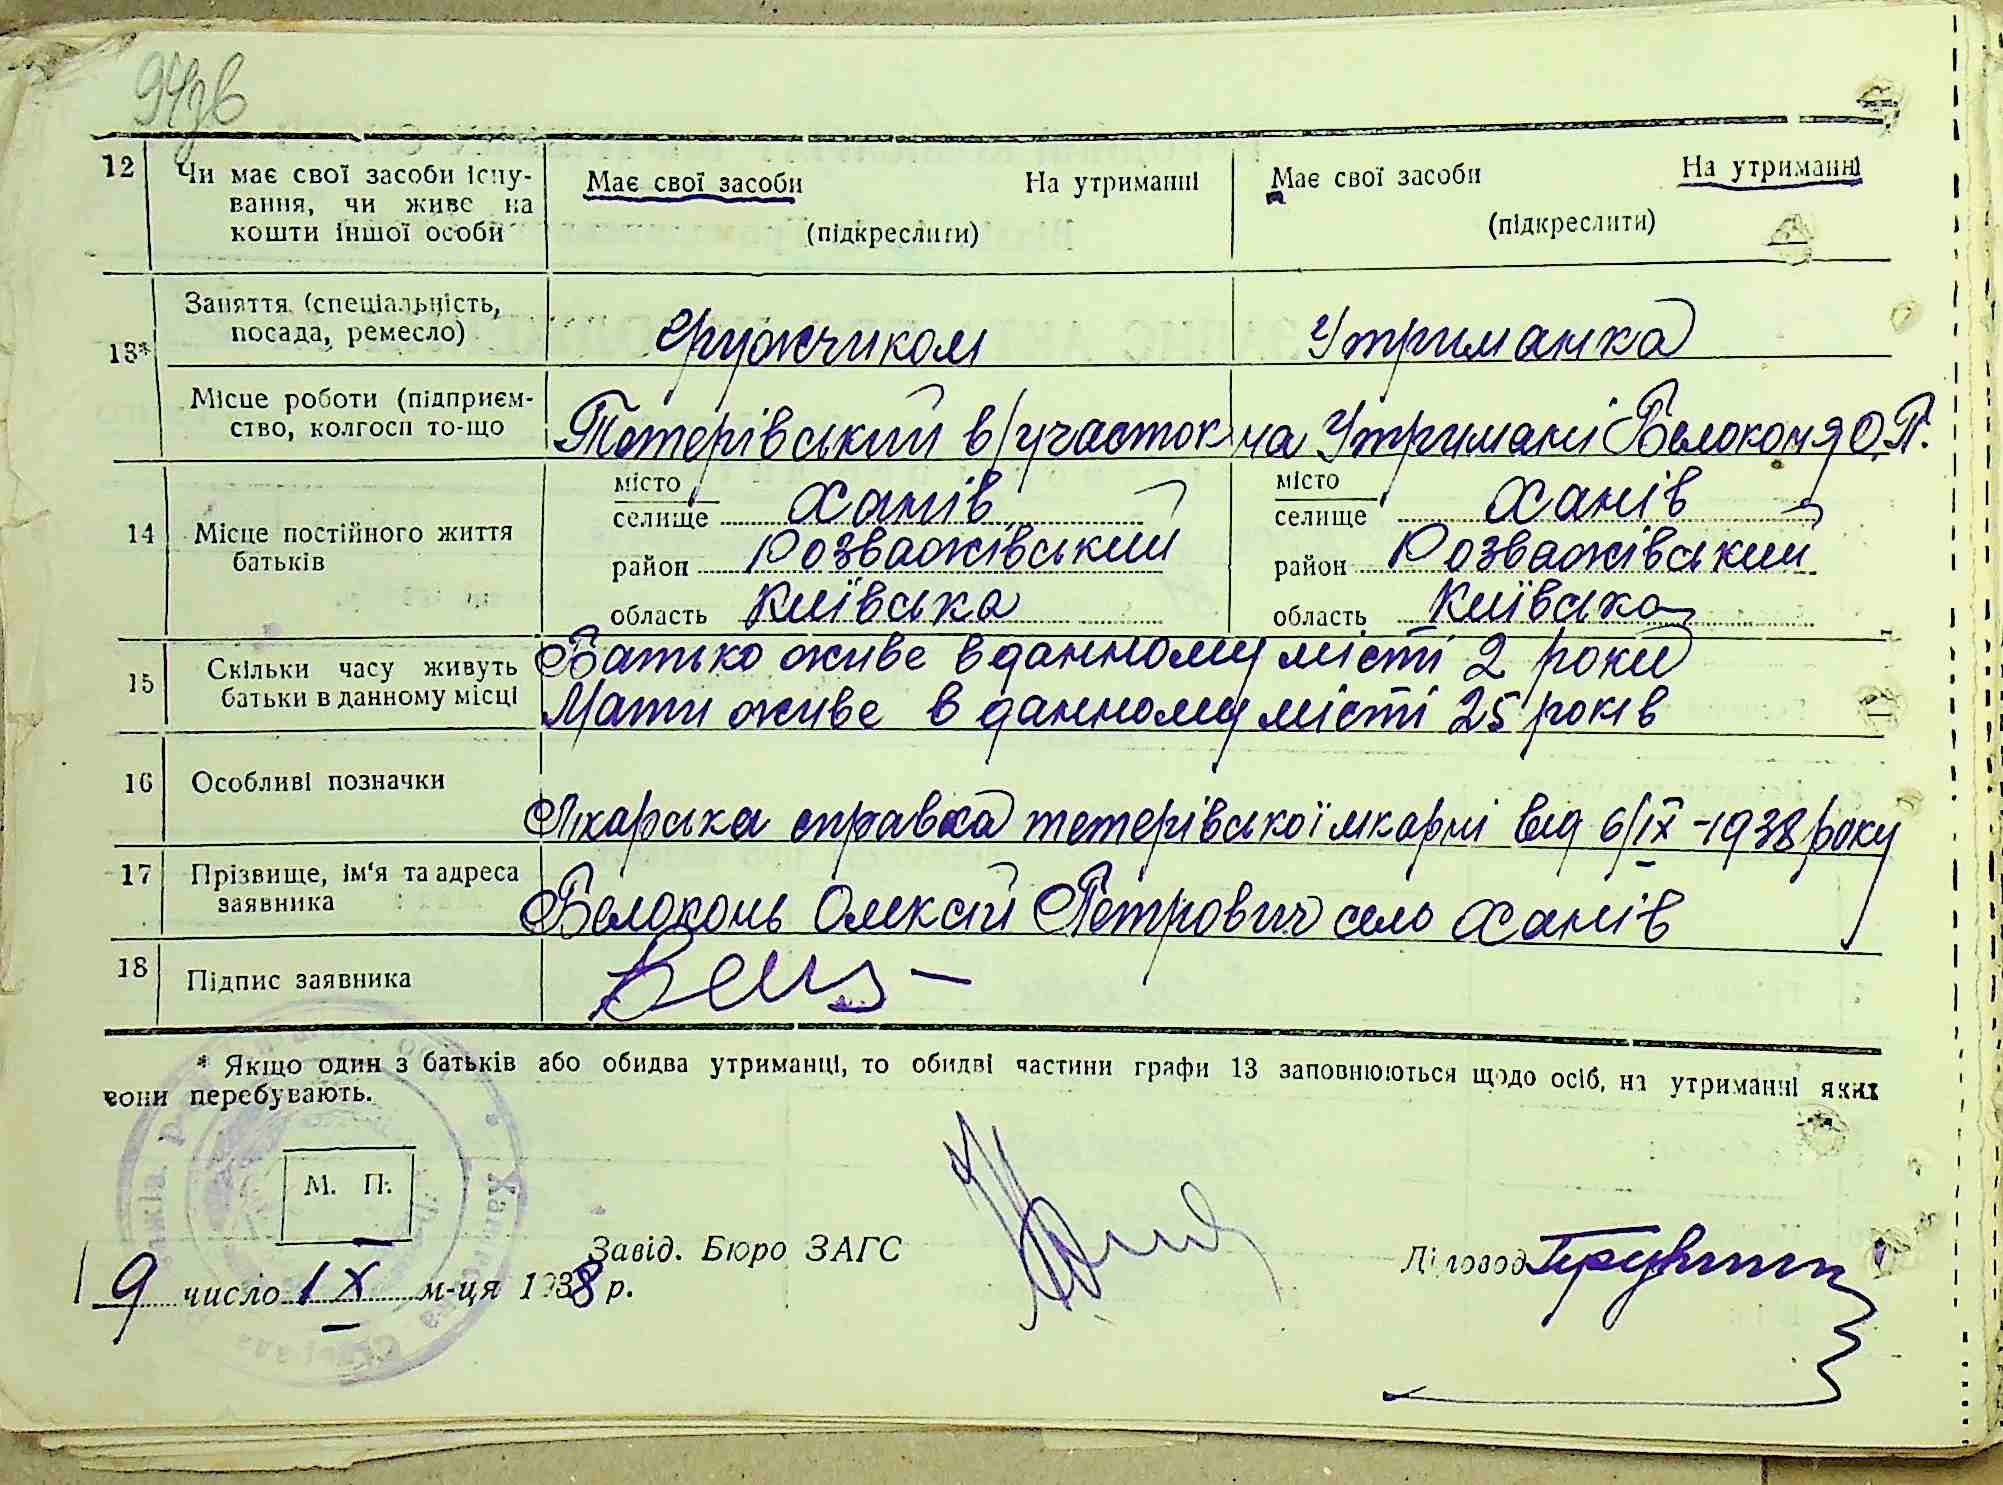 94зв
12
Чи має свої засоби існу-
вання, чи живе на
кошти іншої особи
Має свої засоби На утриманні
(підкреслити)
Має свої засоби На утриманні
(підкреслити)
13*
Заняття (спеціальність,
посада, ремесло)
Утриманка
Місце роботи (підприєм-
ство, колгосп то-що
Тетерівський в/участок
на Утримані Белоконя О.П.
14
Місце постійного життя
батьків
місто
селище Ханів
район Розважівський
область Київська
місто
селище Ханів
район Розважівський
область Київська
15
Скільки часу живуть
батьки в данному місці
Батько живе в данному місті 2 роки
Мати живе в данному місті 25 років
16
Особливі позначки
Лікарська справка тетерівської лікарні від 6/IX-1938 року
17
Прізвище, ім'я та адреса
заявника
Белоконь Олексій Петрович село Ханів
18
Підпис заявника
* Якщо один з батьків або обидва утриманці, то обидві частини графи 13 заповнюються щодо осіб, на утриманні яких
вони перебувають.
М. П.
9 число IX м-ця 1938 р.
Завід. Бюро ЗАГС
Діловод